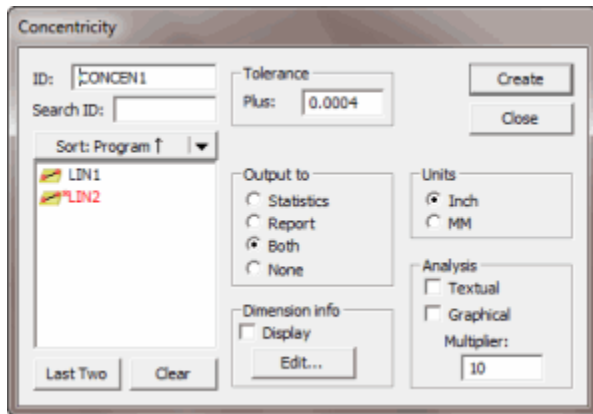 Concentricity
ID: CONCEN1
Search ID:
Sort: Program↑
LIN1
*LIN2
Last Two
Clear
Tolerance
Plus: 0.0004
Output to
Statistics
Report
Both
None
Dimension info
Display
Edit...
Create
Close
Units
Inch
MM
Analysis
Textual
Graphical
Multiplier:
10